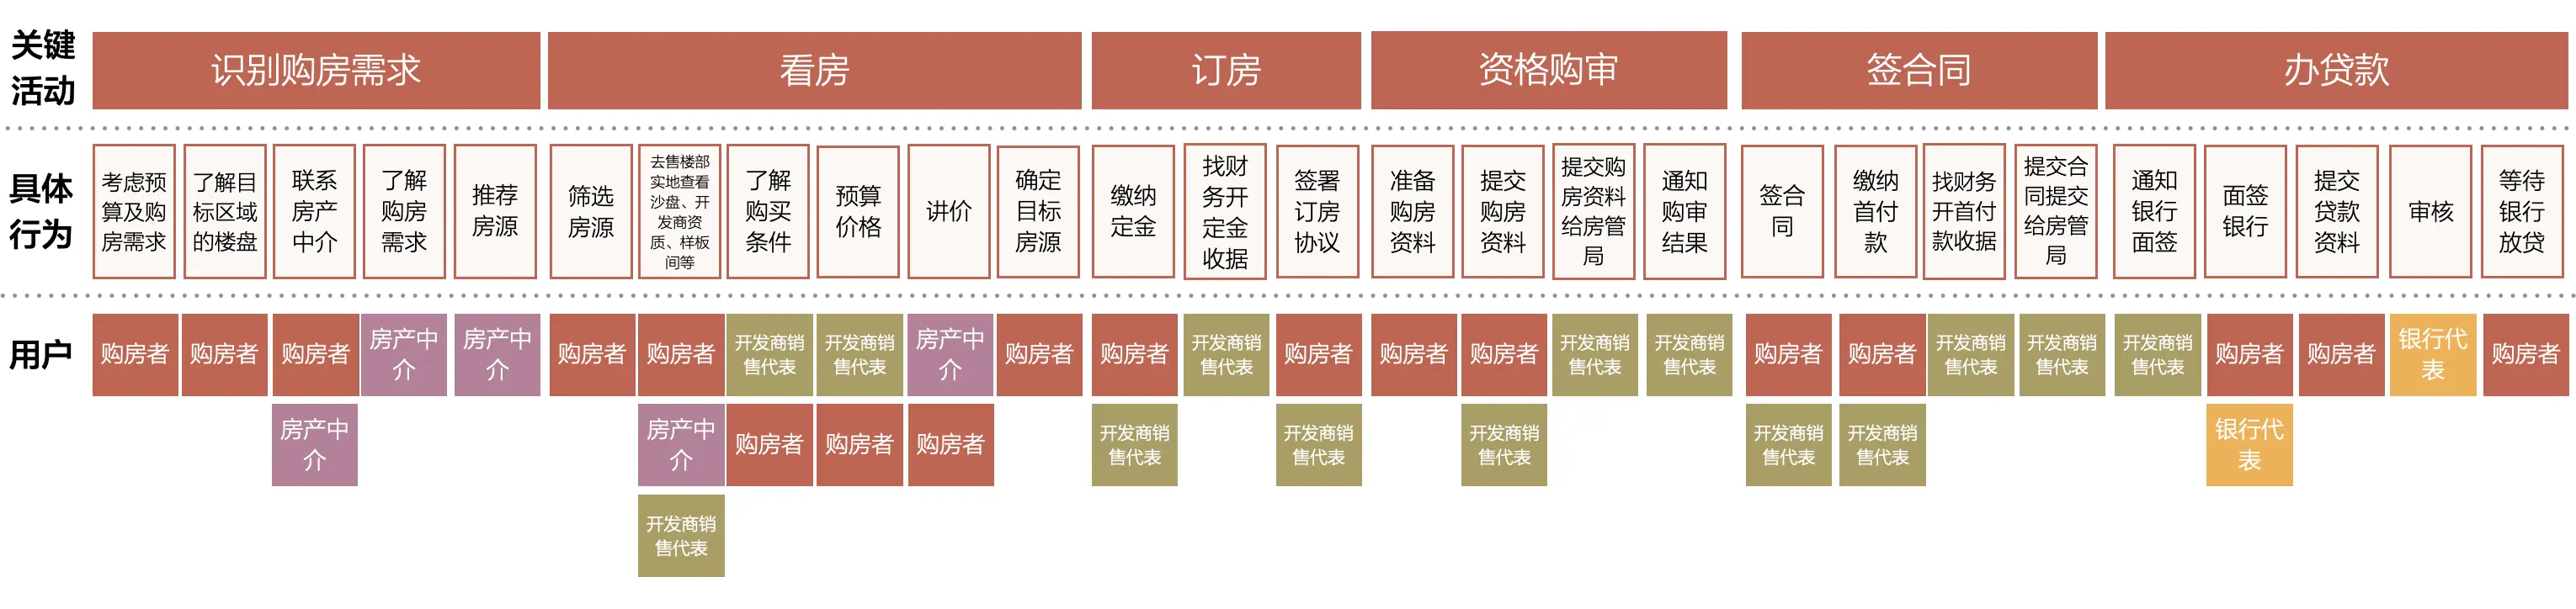 关键
活动
识别购房需求
看房
订房
资格购审
签合同
办贷款
具体
行为
考虑预
算及购
房需求
了解目
标区域
的楼盘
联系
房产
中介
了解
购房
需求
推荐
房源
筛选
房源
去售楼部
实地查看
沙盘、开
发商资
质、样板
间等
了解
购买
条件
预算
价格
讲价
确定
目标
房源
缴纳
定金
找财
务开
定金
收据
签署
订房
协议
准备
购房
资料
提交
购房
资料
提交购
房资料
给房管
局
通知
购审
结果
签合
同
缴纳
首付
款
找财务
开首付
款收据
提交合
同提交
给房管
局
通知
银行
面签
面签
银行
提交
贷款
资料
审核
等待
银行
放贷
用户
购房者
购房者
购房者
房产中
介
房产中
介
购房者
购房者
开发商销
售代表
开发商销
售代表
房产中
介
购房者
购房者
开发商销
售代表
购房者
购房者
购房者
开发商销
售代表
开发商销
售代表
购房者
购房者
开发商销
售代表
开发商销
售代表
开发商销
售代表
购房者
购房者
银行代
表
购房者
房产中
介
房产中
介
购房者
购房者
购房者
开发商销
售代表
开发商销
售代表
开发商销
售代表
开发商销
售代表
开发商销
售代表
银行代
表
开发商销
售代表